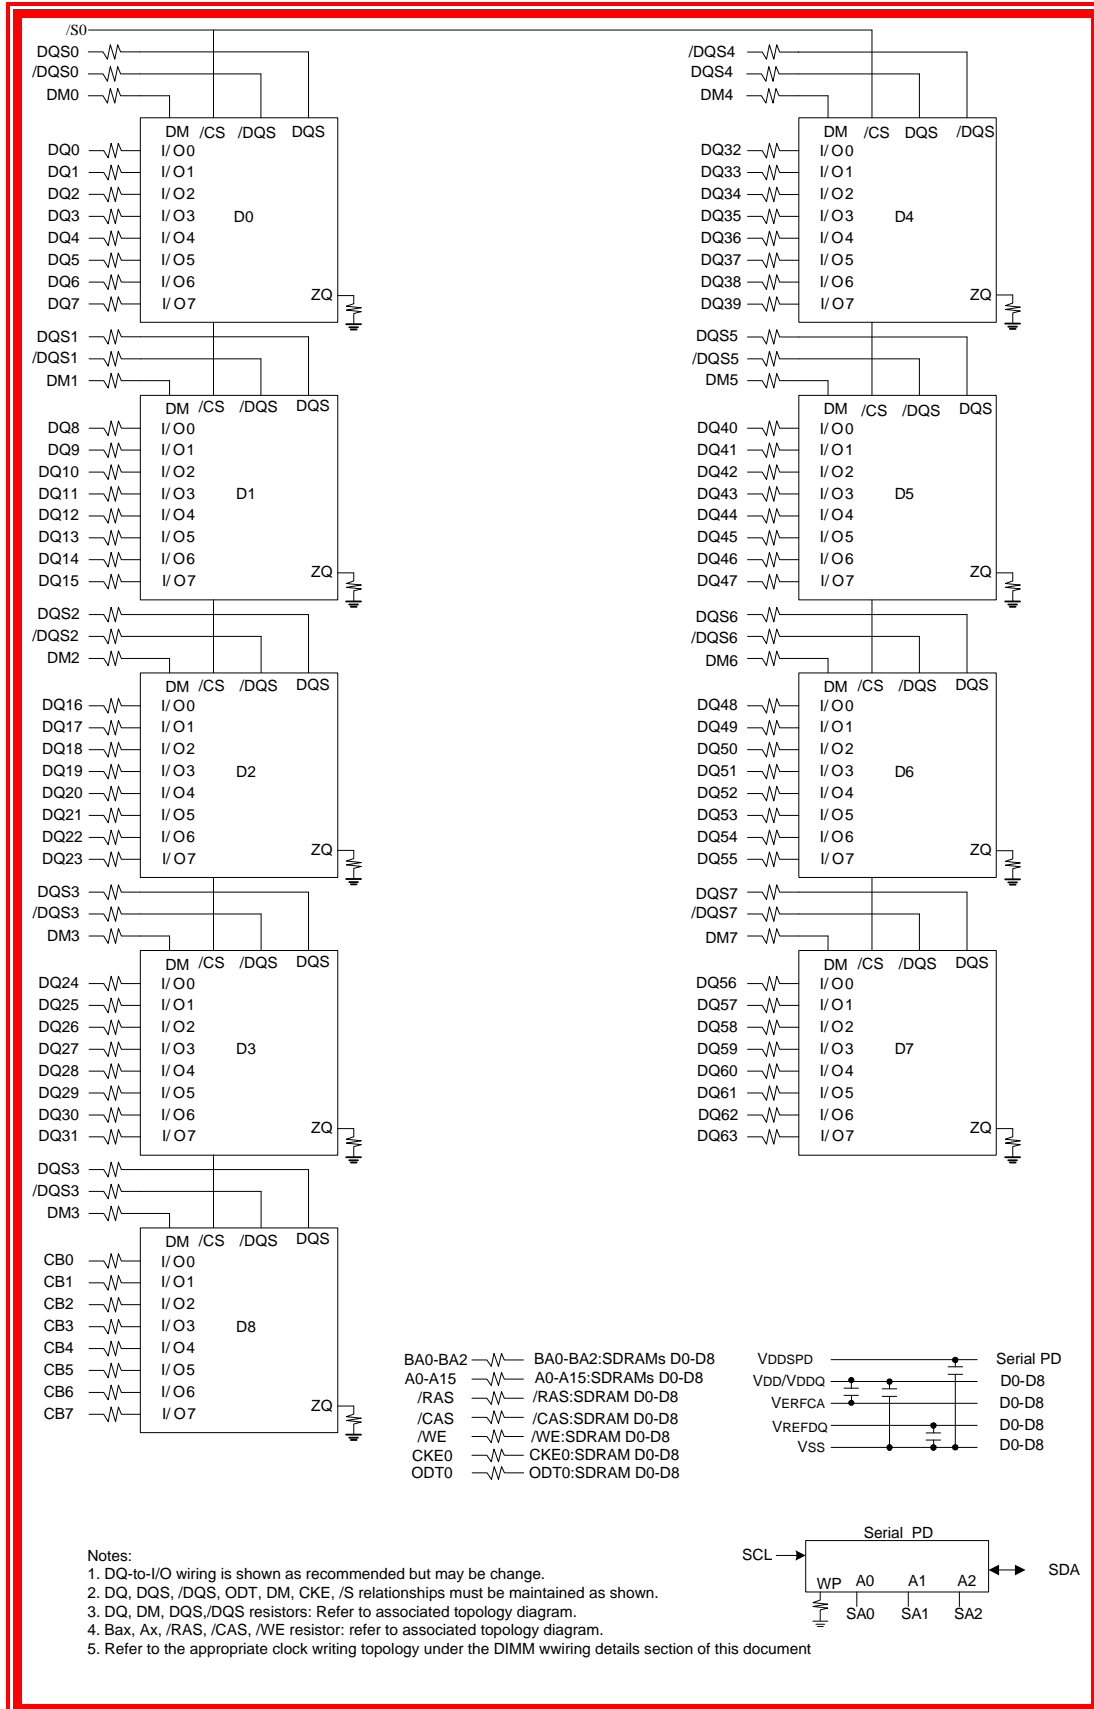 /S0
DQS0
/DQS0
DM0
DM /CS /DQS DQS
DQ0 I/O0
DQ1 I/O1
DQ2 I/O2
DQ3 I/O3 D0
DQ4 I/O4
DQ5 I/O5
DQ6 I/O6
DQ7 I/O7
ZQ
DQS1
/DQS1
DM1
DM /CS /DQS DQS
DQ8 I/O0
DQ9 I/O1
DQ10 I/O2
DQ11 I/O3 D1
DQ12 I/O4
DQ13 I/O5
DQ14 I/O6
DQ15 I/O7
ZQ
DQS2
/DQS2
DM2
DM /CS /DQS DQS
DQ16 I/O0
DQ17 I/O1
DQ18 I/O2
DQ19 I/O3 D2
DQ20 I/O4
DQ21 I/O5
DQ22 I/O6
DQ23 I/O7
ZQ
DQS3
/DQS3
DM3
DM /CS /DQS DQS
DQ24 I/O0
DQ25 I/O1
DQ26 I/O2
DQ27 I/O3 D3
DQ28 I/O4
DQ29 I/O5
DQ30 I/O6
DQ31 I/O7
ZQ
DQS3
/DQS3
DM3
DM /CS /DQS DQS
CB0 I/O0
CB1 I/O1
CB2 I/O2
CB3 I/O3 D8
CB4 I/O4
CB5 I/O5
CB6 I/O6
CB7 I/O7
ZQ
/DQS4
DQS4
DM4
DM /CS DQS /DQS
DQ32 I/O0
DQ33 I/O1
DQ34 I/O2
DQ35 I/O3 D4
DQ36 I/O4
DQ37 I/O5
DQ38 I/O6
DQ39 I/O7
ZQ
DQS5
/DQS5
DM5
DM /CS /DQS DQS
DQ40 I/O0
DQ41 I/O1
DQ42 I/O2
DQ43 I/O3 D5
DQ44 I/O4
DQ45 I/O5
DQ46 I/O6
DQ47 I/O7
ZQ
DQS6
/DQS6
DM6
DM /CS /DQS DQS
DQ48 I/O0
DQ49 I/O1
DQ50 I/O2
DQ51 I/O3 D6
DQ52 I/O4
DQ53 I/O5
DQ54 I/O6
DQ55 I/O7
ZQ
DQS7
/DQS7
DM7
DM /CS /DQS DQS
DQ56 I/O0
DQ57 I/O1
DQ58 I/O2
DQ59 I/O3 D7
DQ60 I/O4
DQ61 I/O5
DQ62 I/O6
DQ63 I/O7
ZQ
BA0-BA2 BA0-BA2:SDRAMs D0-D8
A0-A15 A0-A15:SDRAMs D0-D8
/RAS /RAS:SDRAM D0-D8
/CAS /CAS:SDRAM D0-D8
/WE /WE:SDRAM D0-D8
CKE0 CKE0:SDRAM D0-D8
ODT0 ODT0:SDRAM D0-D8
VDDSPD Serial PD
VDD/VDDQ D0-D8
VERFCA D0-D8
VREFDQ D0-D8
VSS D0-D8
Serial PD
SCL SDA
WP A0 A1 A2
SA0 SA1 SA2
Notes:
1. DQ-to-I/O wiring is shown as recommended but may be change.
2. DQ, DQS, /DQS, ODT, DM, CKE, /S relationships must be maintained as shown.
3. DQ, DM, DQS,/DQS resistors: Refer to associated topology diagram.
4. Bax, Ax, /RAS, /CAS, /WE resistor: refer to associated topology diagram.
5. Refer to the appropriate clock writing topology under the DIMM wwiring details section of this document